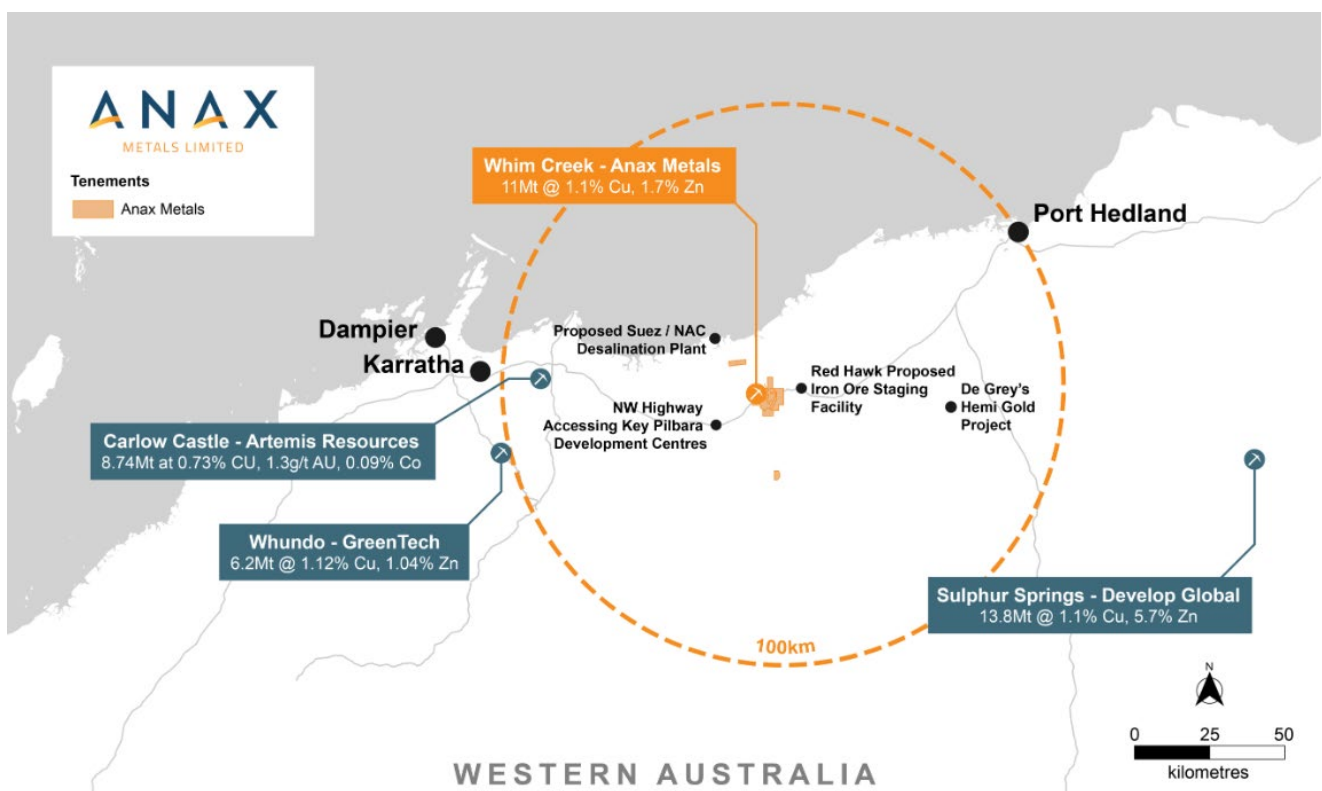 ANAX
METALS LIMITED
Tenements
Anax Metals
Whim Creek - Anax Metals
11Mt @ 1.1% Cu, 1.7% Zn
Port Hedland
Dampier
Karratha
Proposed Suez / NAC
Desalination Plant
Red Hawk Proposed
Iron Ore Staging
Facility
De Grey's
Hemi Gold
Project
NW Highway
Accessing Key Pilbara
Development Centres
Carlow Castle - Artemis Resources
8.74Mt at 0.73% CU, 1.3g/t AU, 0.09% Co
Whundo - GreenTech
6.2Mt @ 1.12% Cu, 1.04% Zn
Sulphur Springs - Develop Global
13.8Mt @ 1.1% Cu, 5.7% Zn
100km
N
0 25 50
kilometres
WESTERN AUSTRALIA